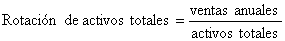 Rotación de activos totales = ventas anuales
activos totales